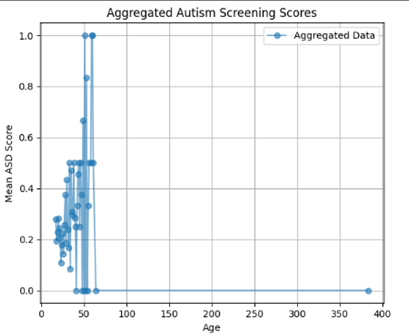 Aggregated Autism Screening Scores
Aggregated Data
1.0
0.8
0.6
0.4
0.2
0.0
Mean ASD Score
0 50 100 150 200 250 300 350 400
Age